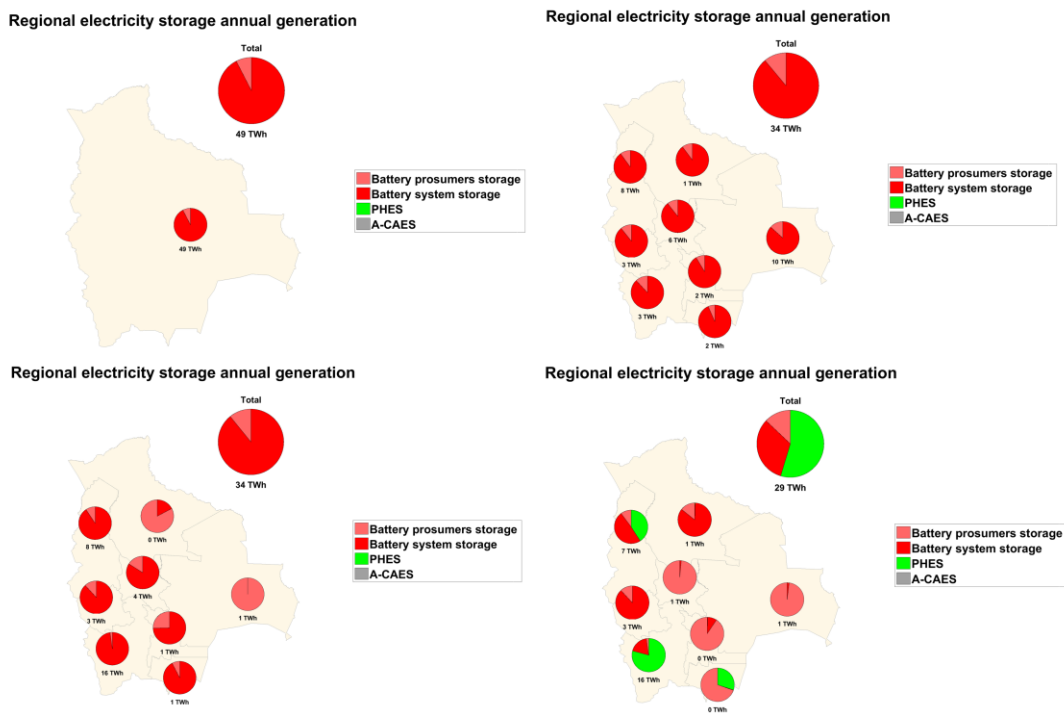 Regional electricity storage annual generation
Total
49 TWh
Battery prosumers storage
Battery system storage
PHES
A-CAES
49 TWh
Regional electricity storage annual generation
Total
34 TWh
Battery prosumers storage
Battery system storage
PHES
A-CAES
8 TWh
1 TWh
6 TWh
3 TWh
10 TWh
2 TWh
3 TWh
2 TWh
Regional electricity storage annual generation
Total
34 TWh
Battery prosumers storage
Battery system storage
PHES
A-CAES
8 TWh
0 TWh
4 TWh
3 TWh
1 TWh
1 TWh
16 TWh
1 TWh
Regional electricity storage annual generation
Total
29 TWh
Battery prosumers storage
Battery system storage
PHES
A-CAES
7 TWh
1 TWh
1 TWh
3 TWh
1 TWh
0 TWh
16 TWh
0 TWh